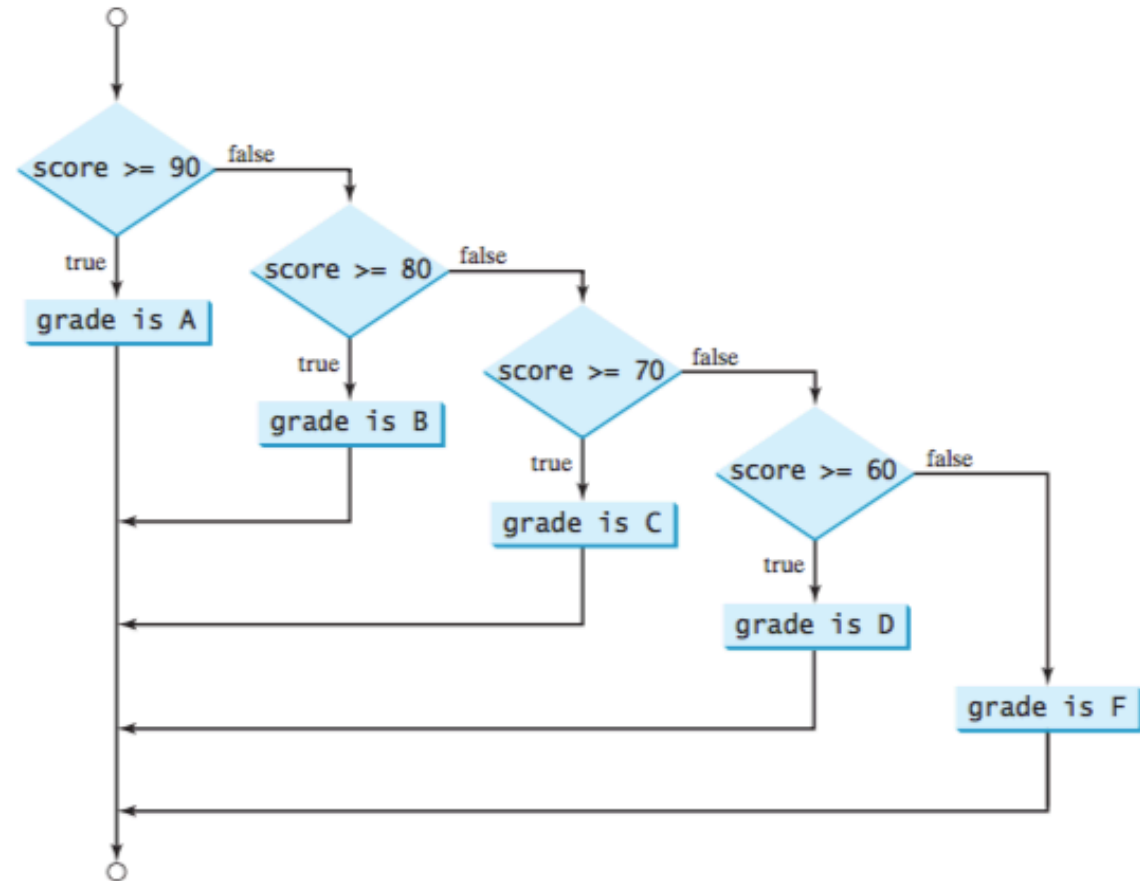 score >= 90
false
true
grade is A
score >= 80
false
true
grade is B
score >= 70
false
true
grade is C
score >= 60
false
true
grade is D
grade is F